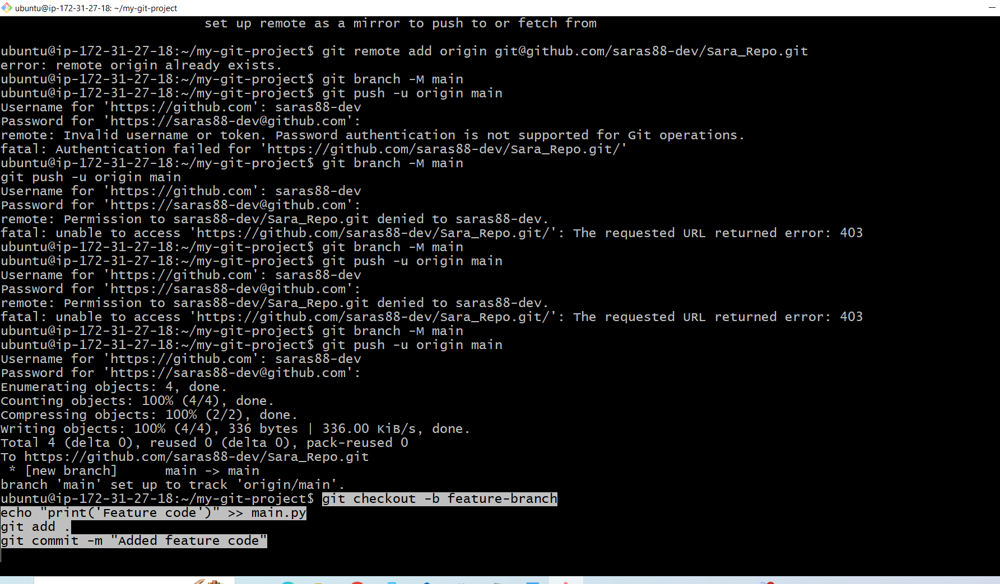 ubuntu@ip-172-31-27-18: ~/my-git-project
set up remote as a mirror to push to or fetch from
ubuntu@ip-172-31-27-18:~/my-git-project$ git remote add origin git@github.com/saras88-dev/Sara_Repo.git
error: remote origin already exists.
ubuntu@ip-172-31-27-18:~/my-git-project$ git branch -M main
ubuntu@ip-172-31-27-18:~/my-git-project$ git push -u origin main
Username for 'https://github.com': saras88-dev
Password for 'https://saras88-dev@github.com':
remote: Invalid username or token. Password authentication is not supported for Git operations.
fatal: Authentication failed for 'https://github.com/saras88-dev/Sara_Repo.git/'
ubuntu@ip-172-31-27-18:~/my-git-project$ git branch -M main
git push -u origin main
Username for 'https://github.com': saras88-dev
Password for 'https://saras88-dev@github.com':
remote: Permission to saras88-dev/Sara_Repo.git denied to saras88-dev.
fatal: unable to access 'https://github.com/saras88-dev/Sara_Repo.git/': The requested URL returned error: 403
ubuntu@ip-172-31-27-18:~/my-git-project$ git branch -M main
ubuntu@ip-172-31-27-18:~/my-git-project$ git push -u origin main
Username for 'https://github.com': saras88-dev
Password for 'https://saras88-dev@github.com':
remote: Permission to saras88-dev/Sara_Repo.git denied to saras88-dev.
fatal: unable to access 'https://github.com/saras88-dev/Sara_Repo.git/': The requested URL returned error: 403
ubuntu@ip-172-31-27-18:~/my-git-project$ git branch -M main
ubuntu@ip-172-31-27-18:~/my-git-project$ git push -u origin main
Username for 'https://github.com': saras88-dev
Password for 'https://saras88-dev@github.com':
Enumerating objects: 4, done.
Counting objects: 100% (4/4), done.
Compressing objects: 100% (2/2), done.
Writing objects: 100% (4/4), 336 bytes | 336.00 KiB/s, done.
Total 4 (delta 0), reused 0 (delta 0), pack-reused 0
To https://github.com/saras88-dev/Sara_Repo.git
 * [new branch]      main -> main
branch 'main' set up to track 'origin/main'.
ubuntu@ip-172-31-27-18:~/my-git-project$ git checkout -b feature-branch
echo "print('Feature code')" >> main.py
git add .
git commit -m "Added feature code"